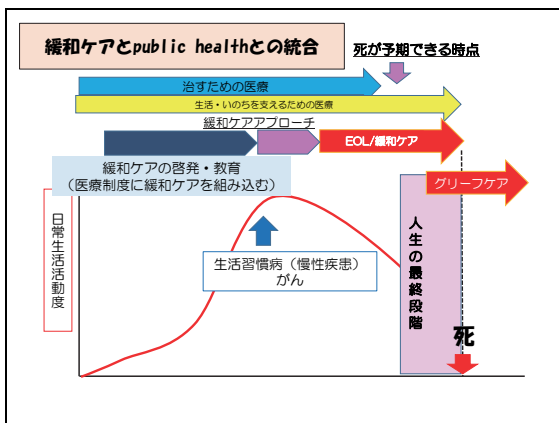 緩和ケアとpublic healthとの統合
死が予期できる時点
治すための医療
生活・いのちを支えるための医療
緩和ケアアプローチ
EOL/緩和ケア
緩和ケアの啓発・教育
（医療制度に緩和ケアを組み込む）
グリーフケア
日常生活活動度
生活習慣病（慢性疾患）
がん
人生の最終段階
死